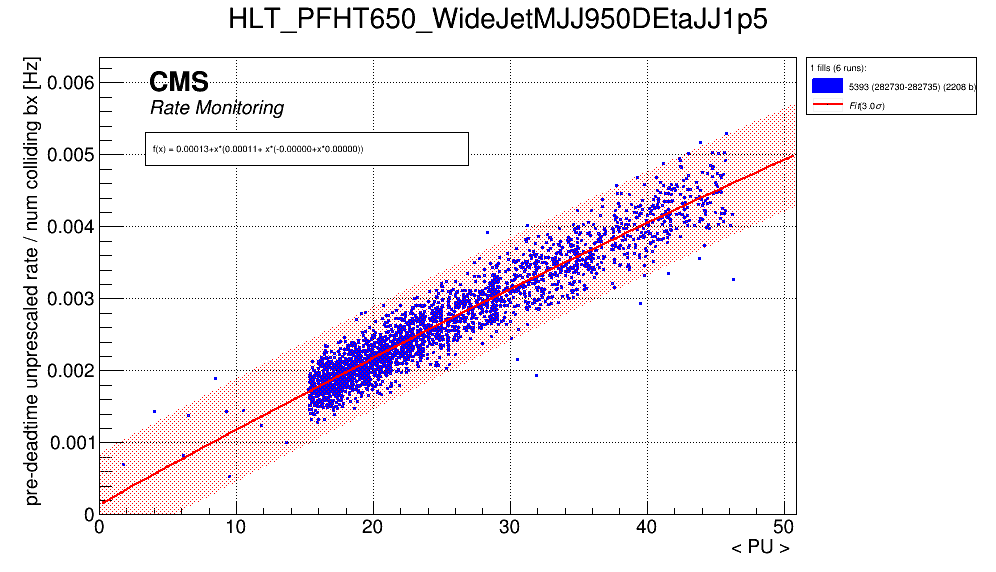 HLT_PFHT650_WideJetMJJ950DEtaJJ1p5
pre-deadtime unprescaled rate / num colliding bx [Hz]
CMS
Rate Monitoring
f(x) = 0.00013+x*(0.00011+ x*(-0.00000+x*0.00000))
0.006
0.005
0.004
0.003
0.002
0.001
0
0 10 20 30 40 50
< PU >
1 fills (6 runs):
5393 (282730-282735) (2208 b)
Fit(3.0σ)